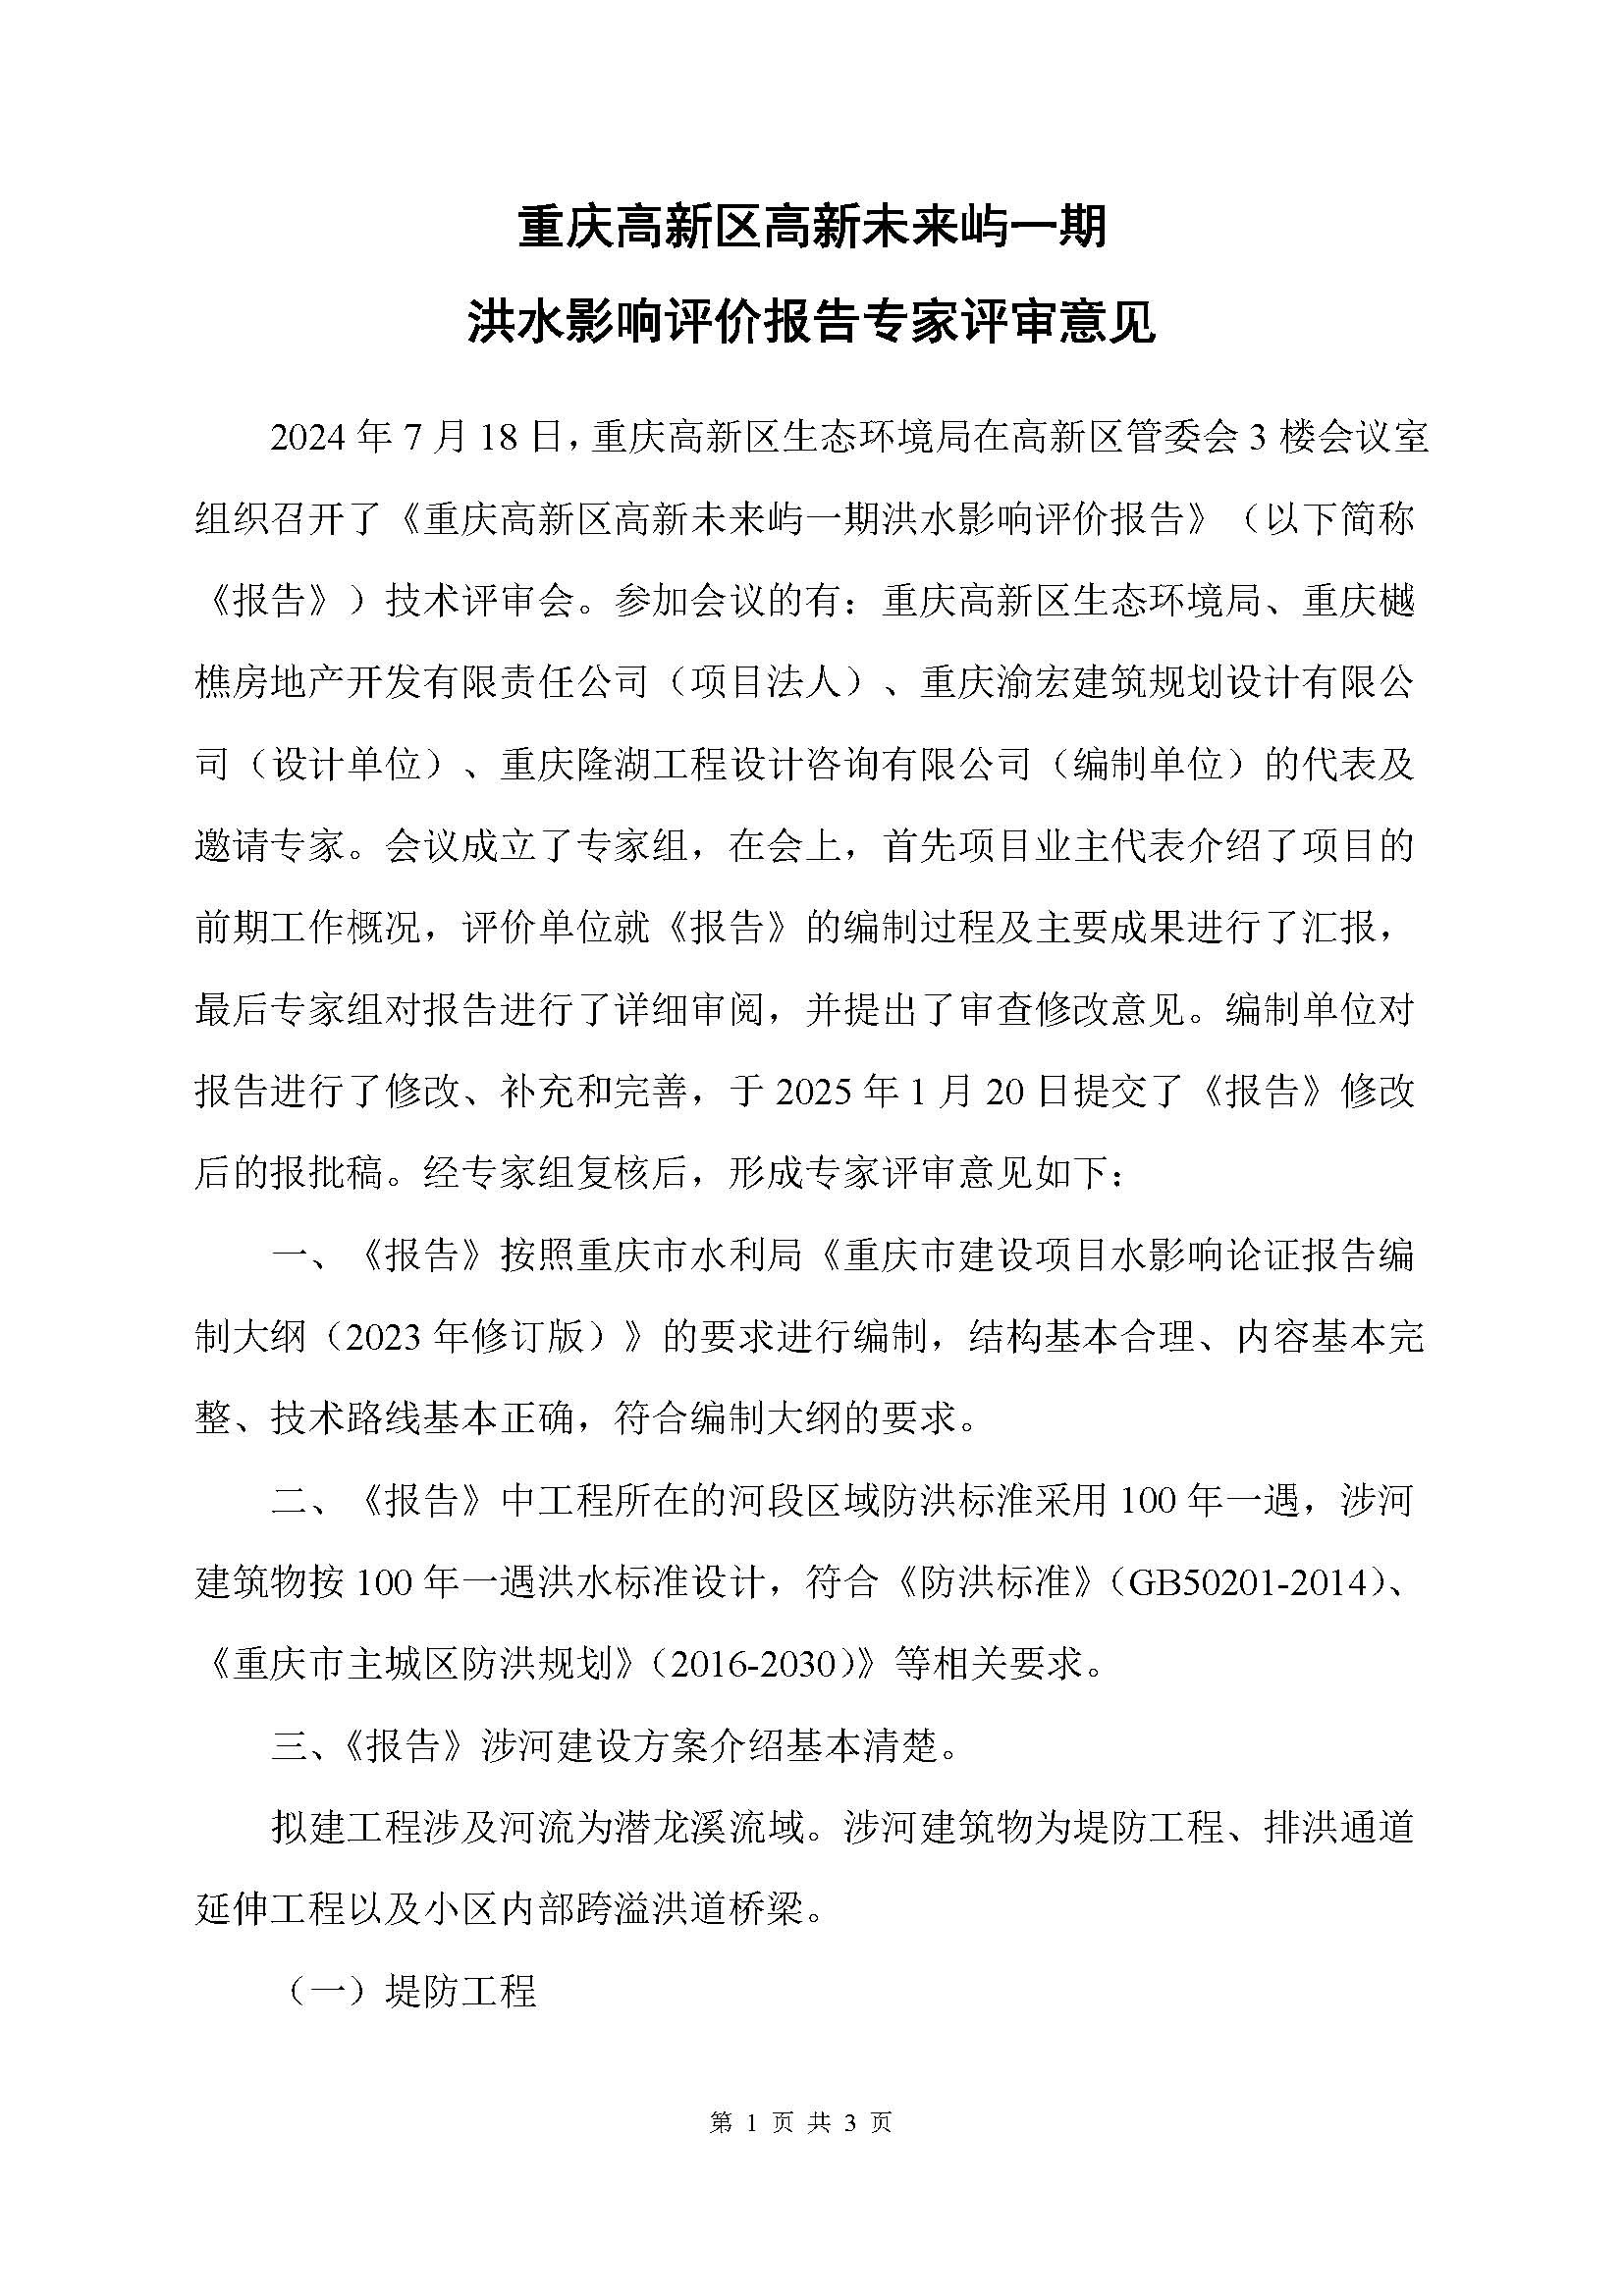 重庆高新区高新未来屿一期
洪水影响评价报告专家评审意见
2024 年 7 月 18 日，重庆高新区生态环境局在高新区管委会 3 楼会议室
组织召开了《重庆高新区高新未来屿一期洪水影响评价报告》（以下简称
《报告》）技术评审会。参加会议的有：重庆高新区生态环境局、重庆樾
樵房地产开发有限责任公司（项目法人）、重庆渝宏建筑规划设计有限公
司（设计单位）、重庆隆湖工程设计咨询有限公司（编制单位）的代表及
邀请专家。会议成立了专家组，在会上，首先项目业主代表介绍了项目的
前期工作概况，评价单位就《报告》的编制过程及主要成果进行了汇报，
最后专家组对报告进行了详细审阅，并提出了审查修改意见。编制单位对
报告进行了修改、补充和完善，于 2025 年 1 月 20 日提交了《报告》修改
后的报批稿。经专家组复核后，形成专家评审意见如下：
一、《报告》按照重庆市水利局《重庆市建设项目水影响论证报告编
制大纲（2023 年修订版）》的要求进行编制，结构基本合理、内容基本完
整、技术路线基本正确，符合编制大纲的要求。
二、《报告》中工程所在的河段区域防洪标淮采用 100 年一遇，涉河
建筑物按 100 年一遇洪水标准设计，符合《防洪标准》（GB50201-2014）、
《重庆市主城区防洪规划》（2016-2030）》等相关要求。
三、《报告》涉河建设方案介绍基本清楚。
拟建工程涉及河流为潜龙溪流域。涉河建筑物为堤防工程、排洪通道
延伸工程以及小区内部跨溢洪道桥梁。
（一）堤防工程
第 1 页 共 3 页